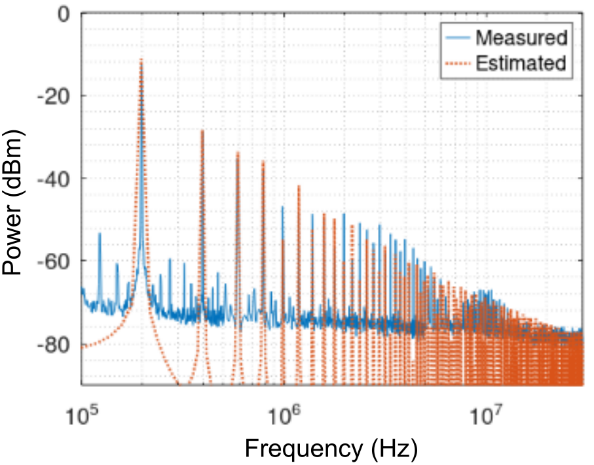 0
-20
-40
-60
-80
Power (dBm)
Measured
Estimated
10^5
10^6
10^7
Frequency (Hz)